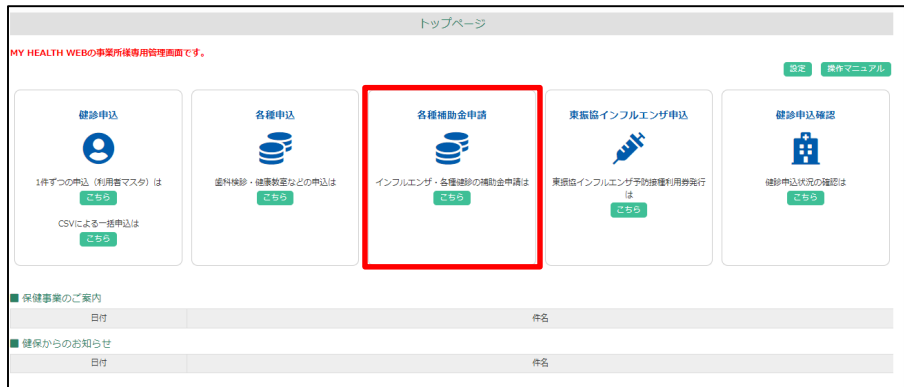 トップページ
MY HEALTH WEBの事業所様専用管理画面です。
設定 操作マニュアル
健診申込
1件ずつの申込（利用者マスタ）は
こちら
CSVによる一括申込は
こちら
各種申込
歯科検診・健康教室などの申込は
こちら
各種補助金申請
インフルエンザ・各種健診の補助金申請は
こちら
東振協インフルエンザ申込
東振協インフルエンザ予防接種利用券発行
は
こちら
健診申込確認
健診申込状況の確認は
こちら
■ 保健事業のご案内
日付 件名
■ 健保からのお知らせ
日付 件名